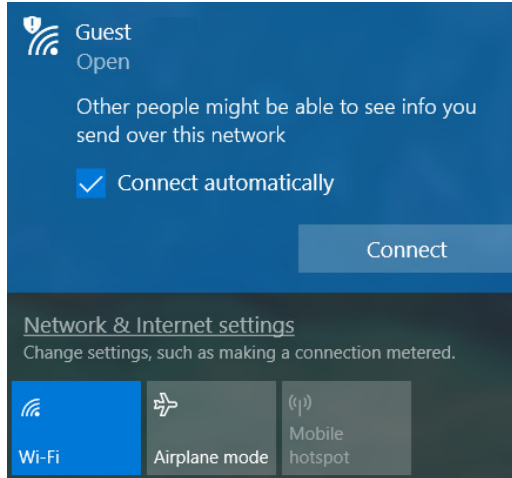 Guest
Open
Other people might be able to see info you
send over this network
Connect automatically
Connect
Network & Internet settings
Change settings, such as making a connection metered.
Wi-Fi
Airplane mode
Mobile
hotspot